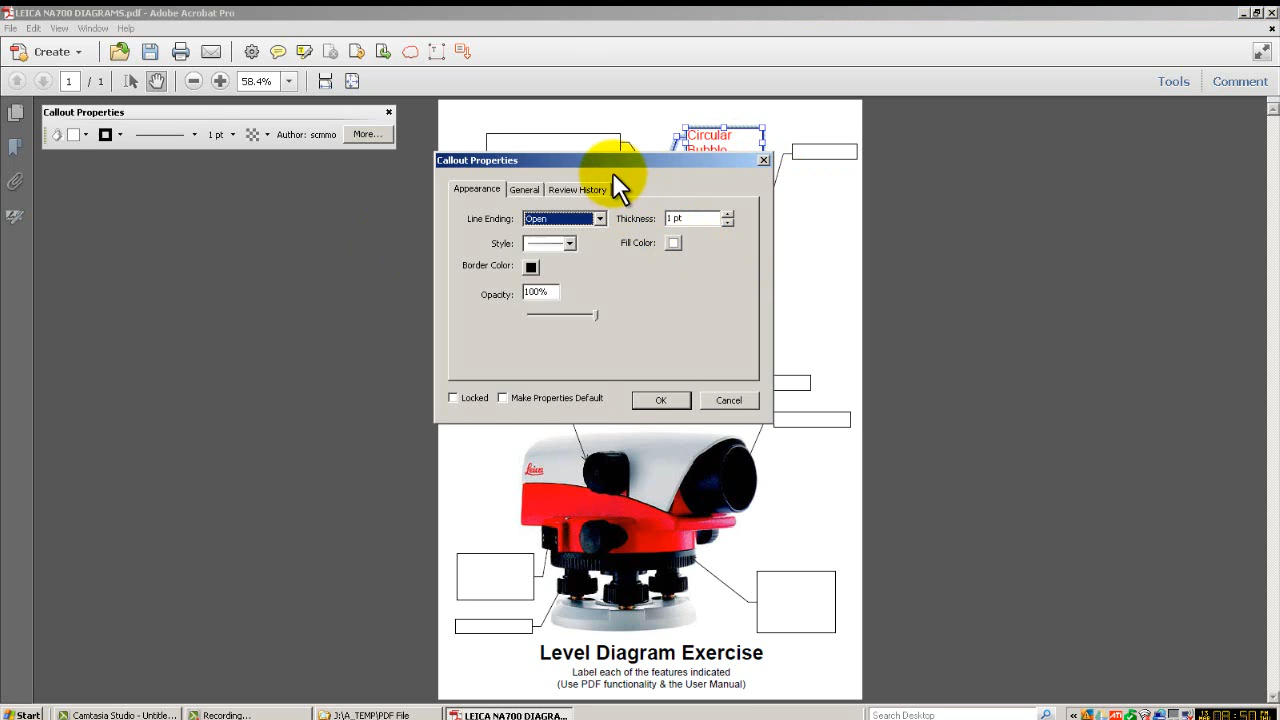 LEICA NA700 DIAGRAMS.pdf - Adobe Acrobat Pro
File Edit View Window Help
Create
1 / 1 58.4% Tools Comment
Callout Properties
1 pt Author: scmmo More...
Circular
Bubble
Callout Properties
Appearance General Review History
Line Ending: Open Thickness: 1 pt
Style: Fill Color:
Border Color:
Opacity: 100%
Locked Make Properties Default OK Cancel
Leica
Level Diagram Exercise
Label each of the features indicated
(Use PDF functionality & the User Manual)
Start Camtasia Studio - Untitle... Recording... J:\A_TEMP\PDF File LEICA NA700 DIAGRA... Search Desktop